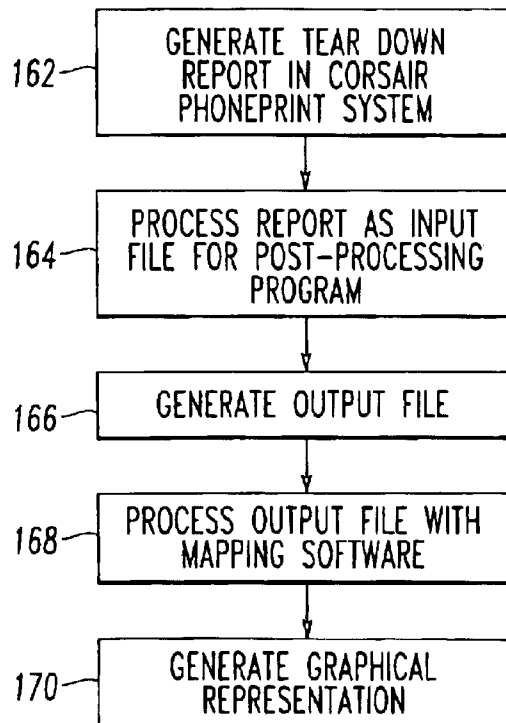 GENERATE TEAR DOWN
162 REPORT IN CORSAIR
PHONEPRINT SYSTEM
PROCESS REPORT AS INPUT
164 FILE FOR POST-PROCESSING
PROGRAM
166 GENERATE OUTPUT FILE
PROCESS OUTPUT FILE WITH
168 MAPPING SOFTWARE
GENERATE GRAPHICAL
170 REPRESENTATION